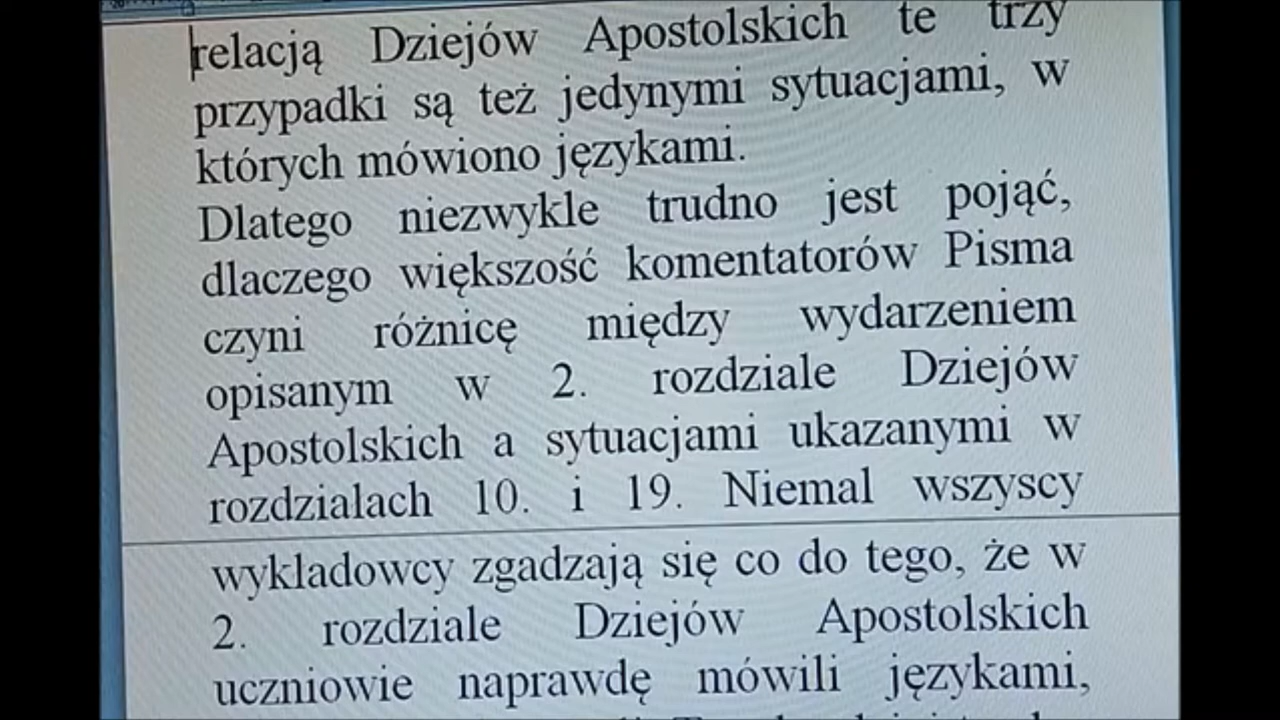 relacją Dziejów Apostolskich te trzy
przypadki są też jedynymi sytuacjami, w
których mówiono językami.
Dlatego niezwykle trudno jest pojąć,
dlaczego większość komentatorów Pisma
czyni różnicę między wydarzeniem
opisanym w 2. rozdziale Dziejów
Apostolskich a sytuacjami ukazanymi w
rozdziałach 10. i 19. Niemal wszyscy
wykładowcy zgadzają się co do tego, że w
2. rozdziale Dziejów Apostolskich
uczniowie naprawdę mówili językami,